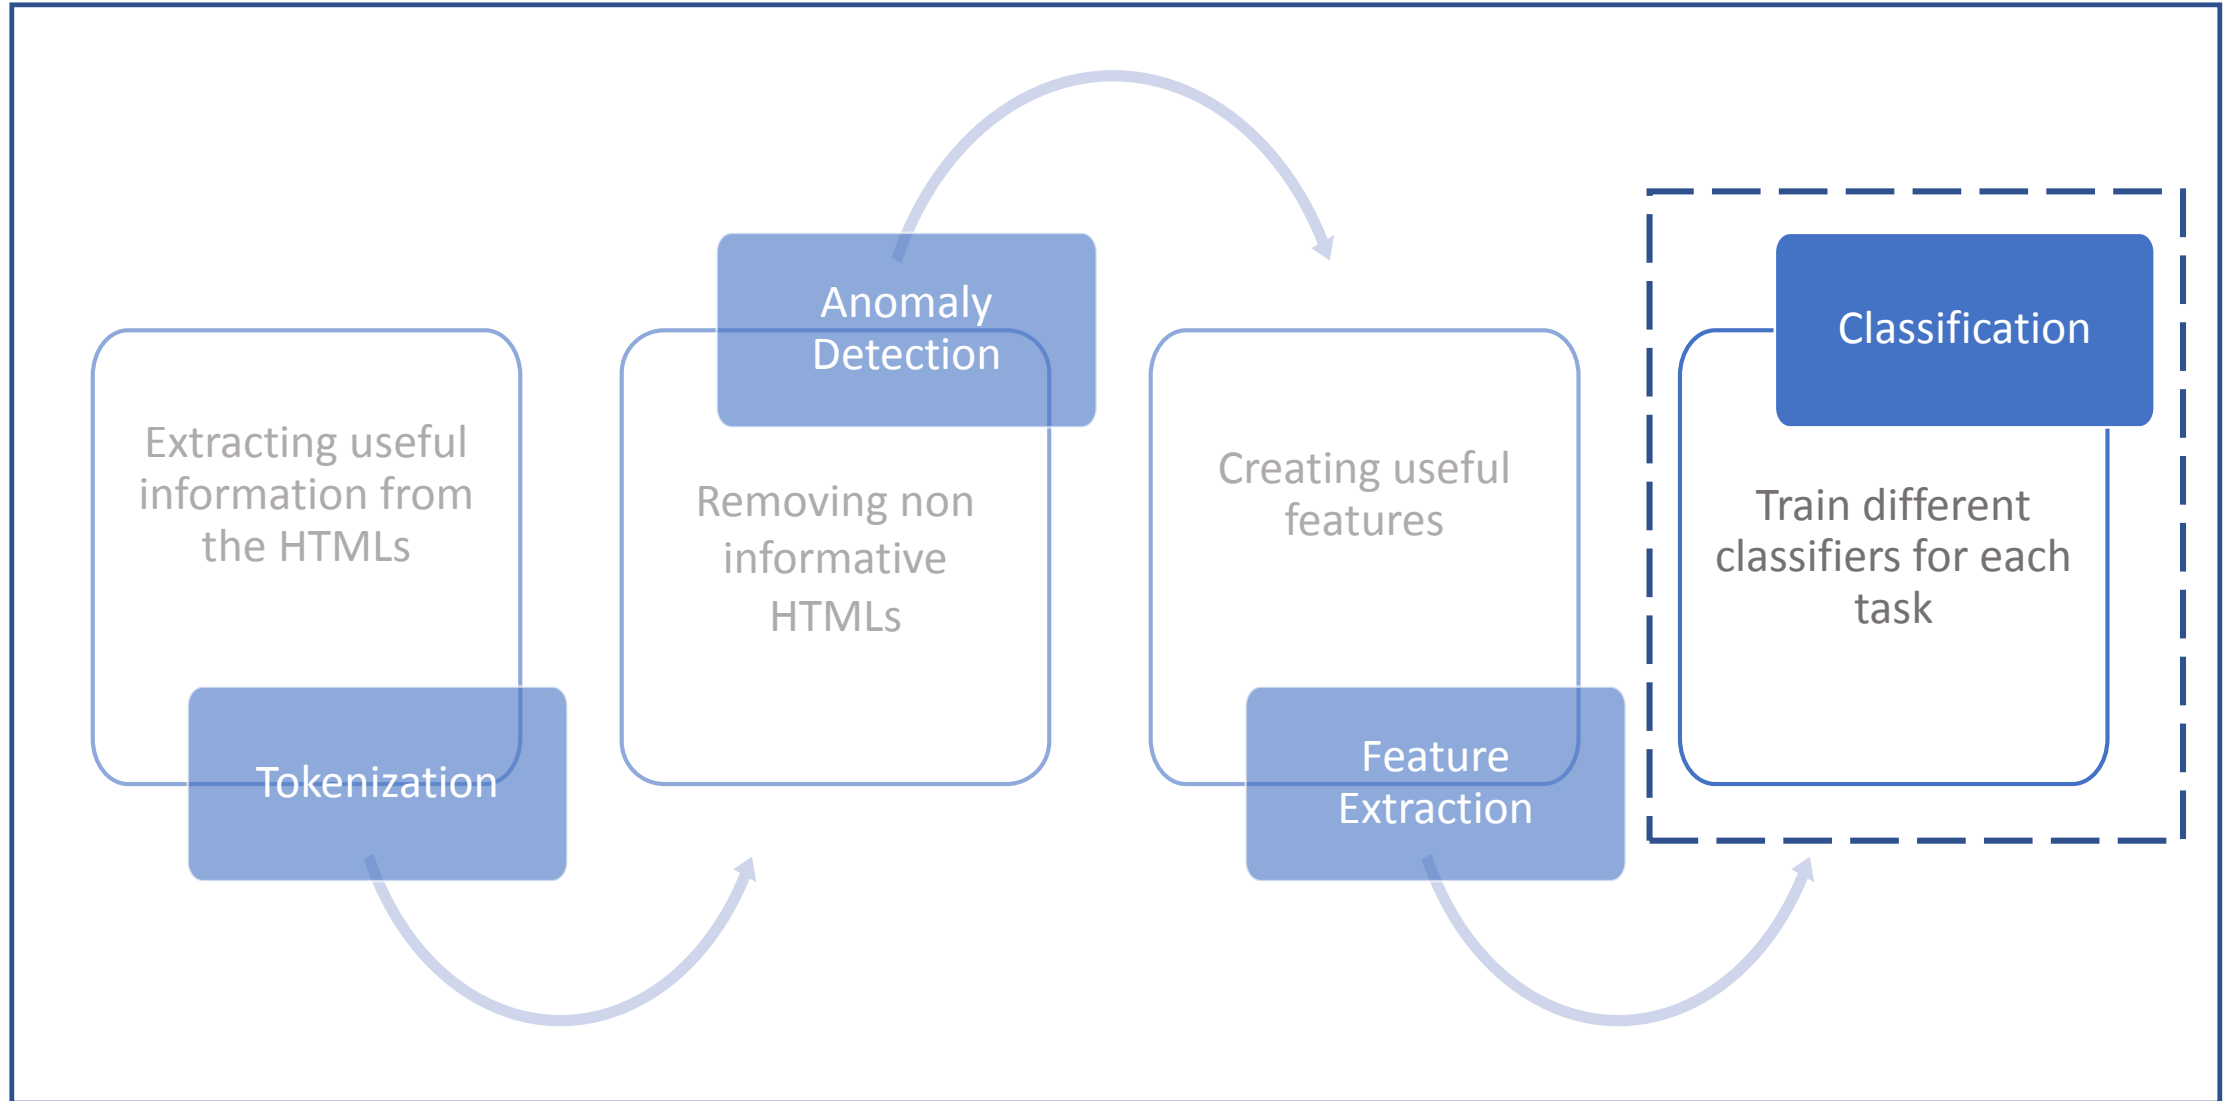 Extracting useful
information from
the HTMLs
Tokenization
Anomaly
Detection
Removing non
informative
HTMLs
Creating useful
features
Feature
Extraction
Classification
Train different
classifiers for each
task